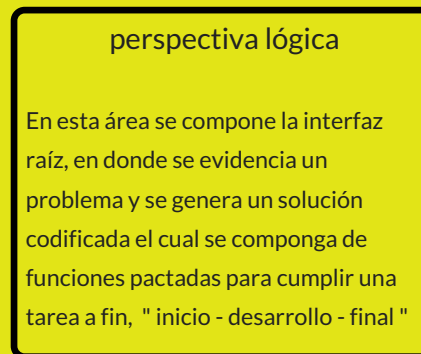 perspectiva lógica
En esta área se compone la interfaz
raíz, en donde se evidencia un
problema y se genera un solución
codificada el cual se componga de
funciones pactadas para cumplir una
tarea a fin, " inicio - desarrollo - final "